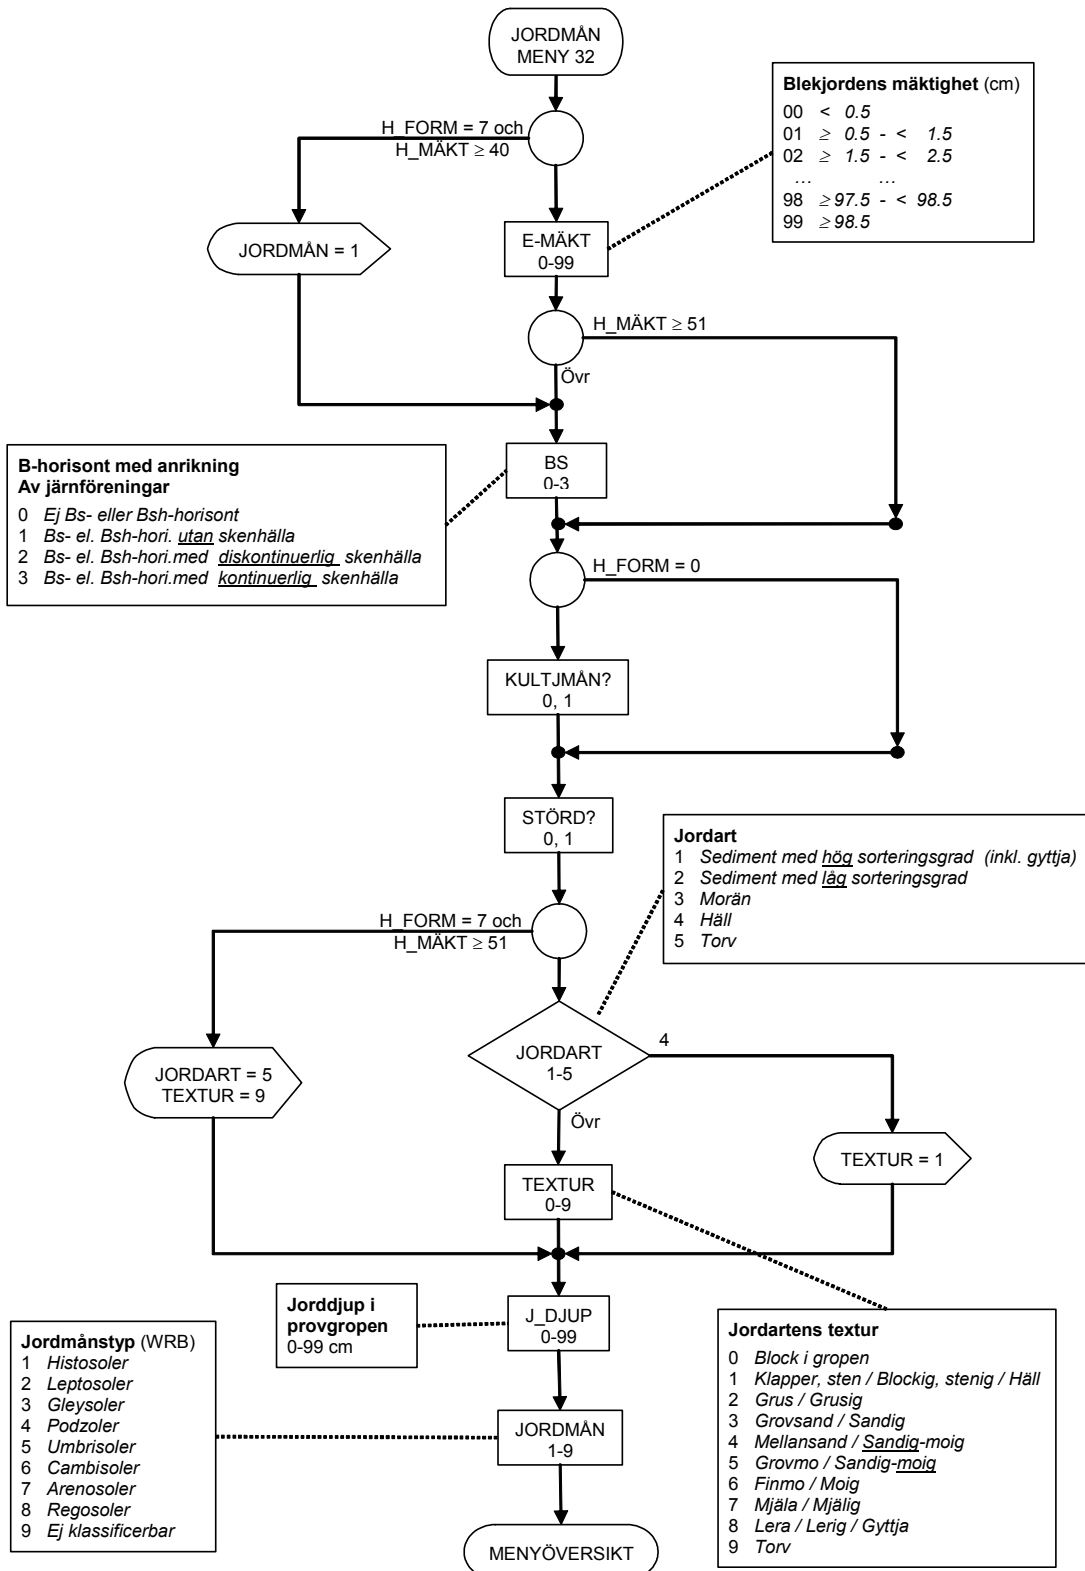 JORDMÅN
MENY 32
Blekjordens mäktighet (cm)
00 < 0.5
01 ≥ 0.5 - < 1.5
02 ≥ 1.5 - < 2.5
... ...
98 ≥ 97.5 - < 98.5
99 ≥ 98.5
H_FORM = 7 och
H_MÄKT ≥ 40
JORDMÅN = 1
E-MÄKT
0-99
H_MÄKT ≥ 51
Övr
B-horisont med anrikning
Av järnföreningar
0 Ej Bs- eller Bsh-horisont
1 Bs- el. Bsh-hori. utan skenhälla
2 Bs- el. Bsh-hori.med diskontinuerlig skenhälla
3 Bs- el. Bsh-hori.med kontinuerlig skenhälla
BS
0-3
H_FORM = 0
KULTJMÅN?
0, 1
STÖRD?
0, 1
Jordart
1 Sediment med hög sorteringsgrad (inkl. gyttja)
2 Sediment med låg sorteringsgrad
3 Morän
4 Häll
5 Torv
H_FORM = 7 och
H_MÄKT ≥ 51
JORDART
1-5
4
JORDART = 5
TEXTUR = 9
Övr
TEXTUR = 1
TEXTUR
0-9
Jorddjup i
provgropen
0-99 cm
J_DJUP
0-99
Jordmånstyp (WRB)
1 Histosoler
2 Leptosoler
3 Gleysoler
4 Podzoler
5 Umbrisoler
6 Cambisoler
7 Arenosoler
8 Regosoler
9 Ej klassificerbar
JORDMÅN
1-9
Jordartens textur
0 Block i gropen
1 Klapper, sten / Blockig, stenig / Häll
2 Grus / Grusig
3 Grovsand / Sandig
4 Mellansand / Sandig-moig
5 Grovmo / Sandig-moig
6 Finmo / Moig
7 Mjäla / Mjälig
8 Lera / Lerig / Gyttja
9 Torv
MENYÖVERSIKT